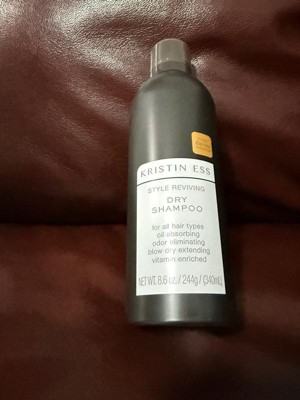 KRISTIN ESS
STYLE REVIVING
DRY
SHAMPOO
for all hair types
oil absorbing
odor eliminating
blow-dry extending
vitamin enriched
NET WT. 8.6 oz. / 244g / (340mL)